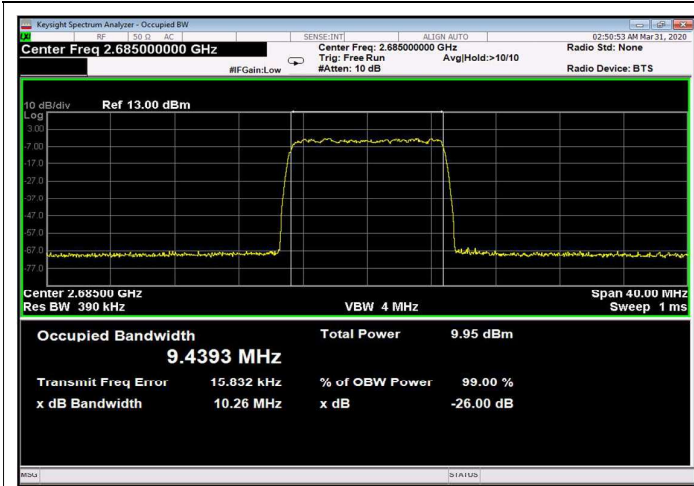 Keysight Spectrum Analyzer - Occupied BW
RF 50 Ω AC SENSE:INT ALIGN AUTO 02:50:53 AM Mar 31, 2020
Center Freq 2.685000000 GHz Center Freq: 2.685000000 GHz Radio Std: None
Trig: Free Run Avg|Hold:>10/10
#IFGain:Low #Atten: 10 dB Radio Device: BTS
10 dB/div Ref 13.00 dBm
Log
3.00
-7.00
-17.0
-27.0
-37.0
-47.0
-57.0
-67.0
-77.0
Center 2.68500 GHz Span 40.00 MHz
Res BW 390 kHz VBW 4 MHz Sweep 1 ms
Occupied Bandwidth Total Power 9.95 dBm
9.4393 MHz
Transmit Freq Error 15.832 kHz % of OBW Power 99.00 %
x dB Bandwidth 10.26 MHz x dB -26.00 dB
MSG STATUS